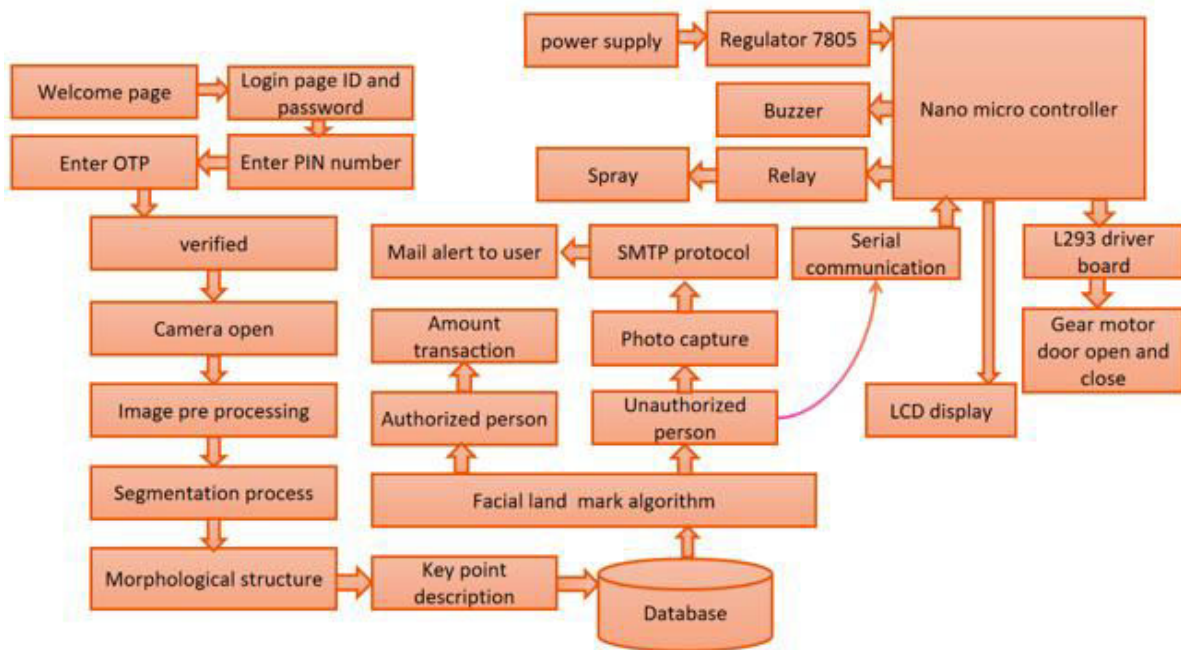 power supply
Regulator 7805
Nano micro controller
Welcome page
Login page ID and
password
Buzzer
Enter OTP
Enter PIN number
Spray
Relay
verified
Mail alert to user
SMTP protocol
Serial
communication
L293 driver
board
Camera open
Amount
transaction
Photo capture
Gear motor
door open and
close
Image pre processing
Authorized person
Unauthorized
person
LCD display
Segmentation process
Facial land mark algorithm
Morphological structure
Key point
description
Database